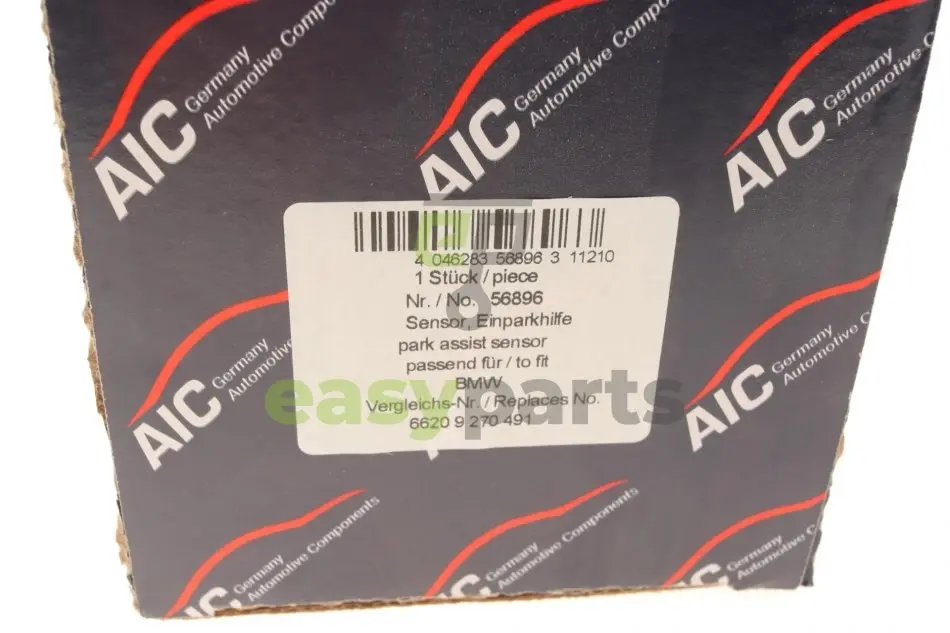 AIC Germany Automotive Components
AIC Germany Automotive Components
AIC Germany Automotive
4 046283 56896 3 11210
1 Stück / piece
Nr. / No. 56896
Sensor, Einparkhilfe
park assist sensor
passend für / to fit
BMW
easyparts
Vergleichs-Nr. / Replaces No.
6620 9 270 491
AIC Germany Automotive Components
AIC Germany Automotive Components
AIC Germany Automotive Components
AIC Germany Automotive Components
AIC Germany Automotive